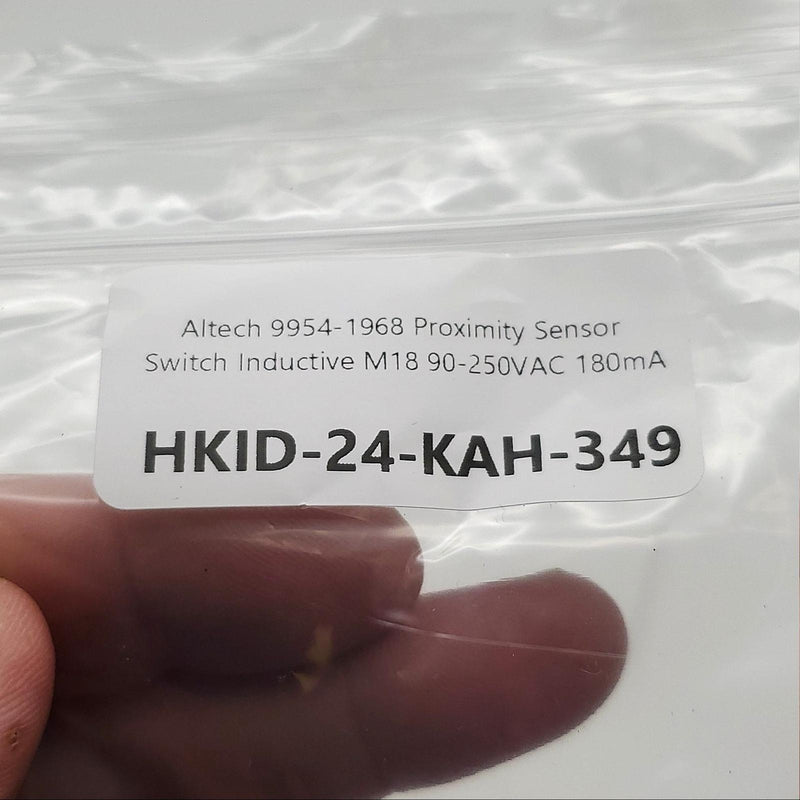 Altech 9954-1968 Proximity Sensor
Switch Inductive M18 90-250VAC 180mA
HKID-24-KAH-349